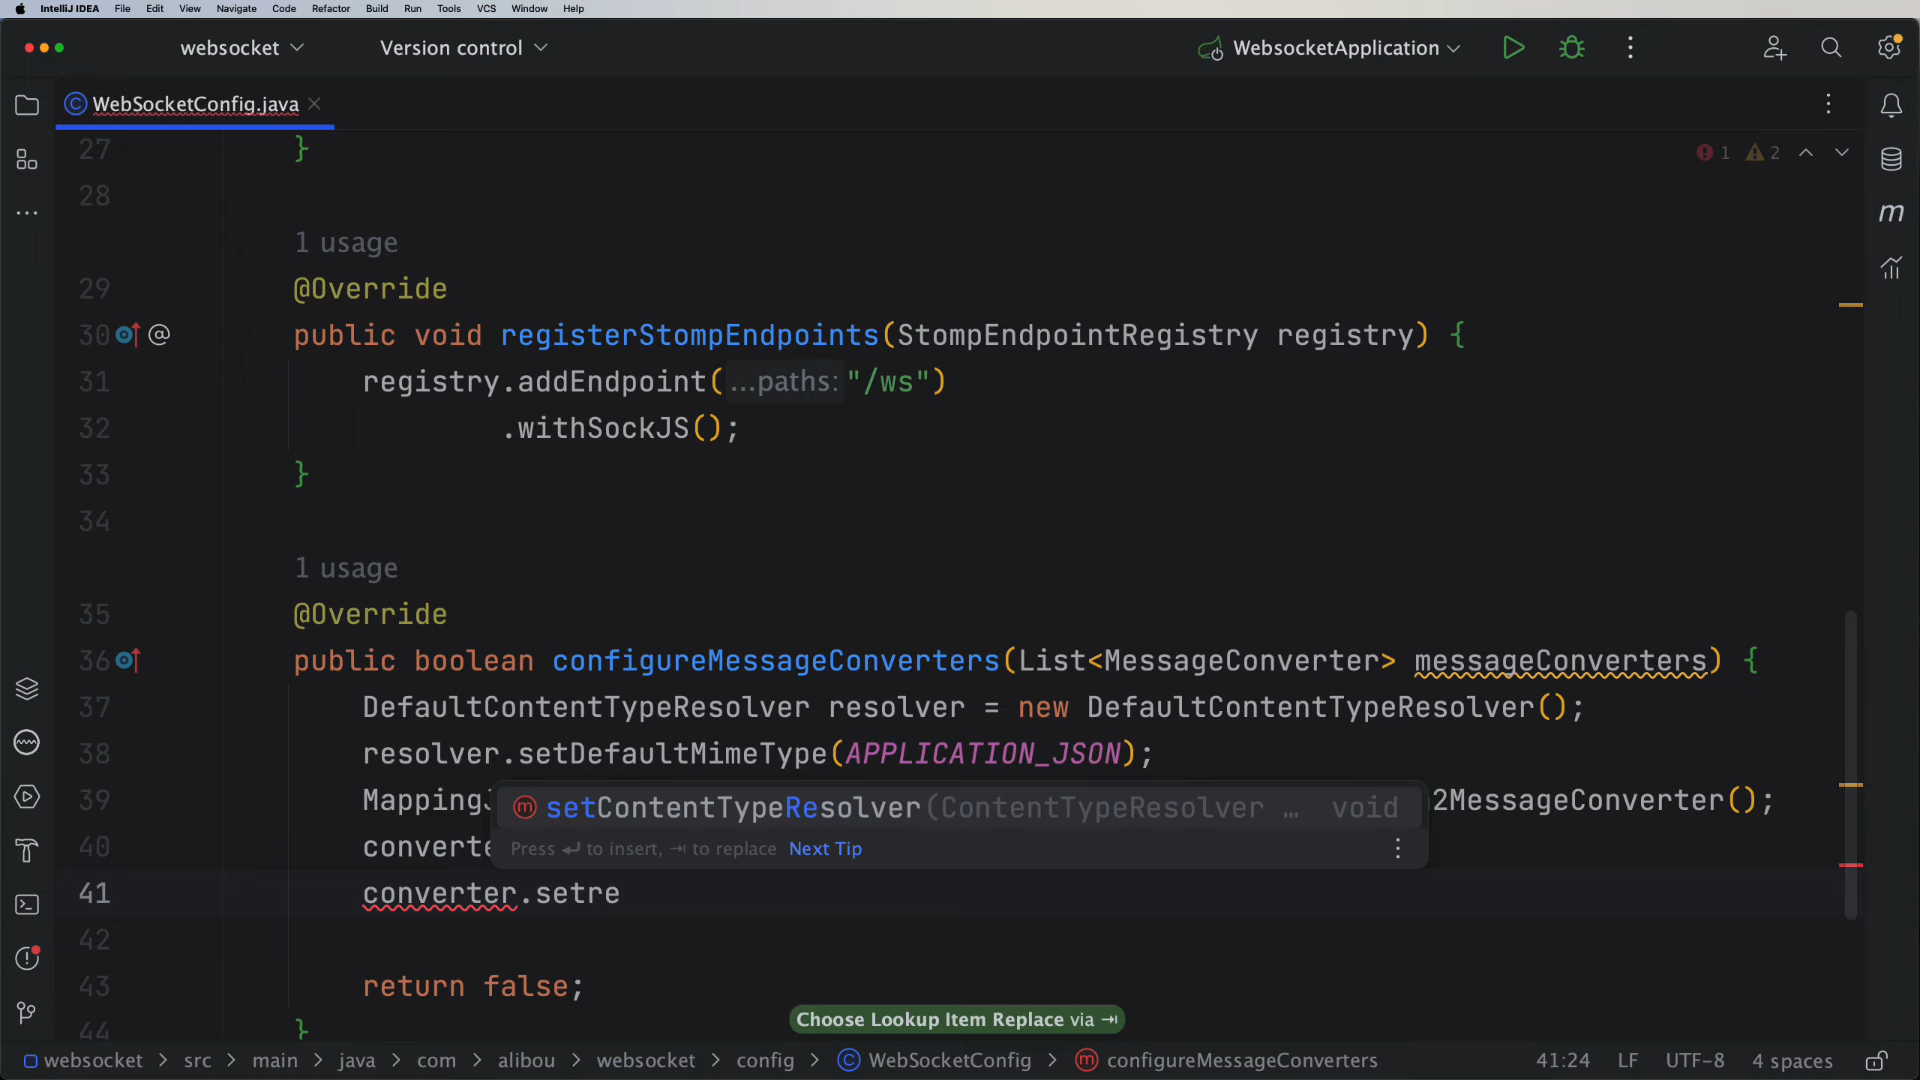 IntelliJ IDEA File Edit View Navigate Code Refactor Build Run Tools VCS Window Help
websocket Version control WebsocketApplication
WebSocketConfig.java
27 }
1 2
28
1 usage
29 @Override
30 public void registerStompEndpoints(StompEndpointRegistry registry) {
31 registry.addEndpoint( ...paths: "/ws")
32 .withSockJS();
33 }
34
1 usage
35 @Override
36 public boolean configureMessageConverters(List<MessageConverter> messageConverters) {
37 DefaultContentTypeResolver resolver = new DefaultContentTypeResolver();
38 resolver.setDefaultMimeType(APPLICATION_JSON);
39 MappingJ 2MessageConverter();
setContentTypeResolver(ContentTypeResolver … void
40 converte
Press ↵ to insert, ⇥ to replace Next Tip
41 converter.setre
42
43 return false;
44 }
Choose Lookup Item Replace via ⇥
websocket > src > main > java > com > alibou > websocket > config > WebSocketConfig > configureMessageConverters 41:24 LF UTF-8 4 spaces